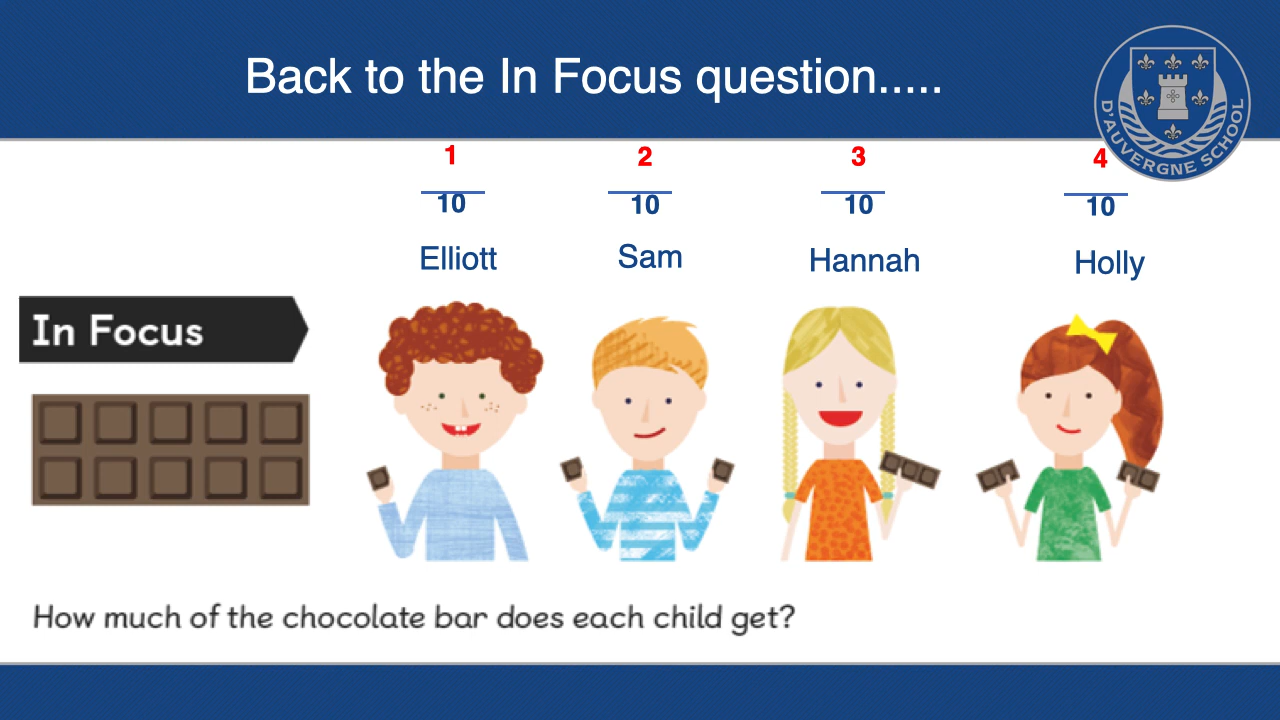 Back to the In Focus question.....
D'AUVERGNE SCHOOL
1 2 3 4
10 10 10 10
Elliott Sam Hannah Holly
In Focus
How much of the chocolate bar does each child get?